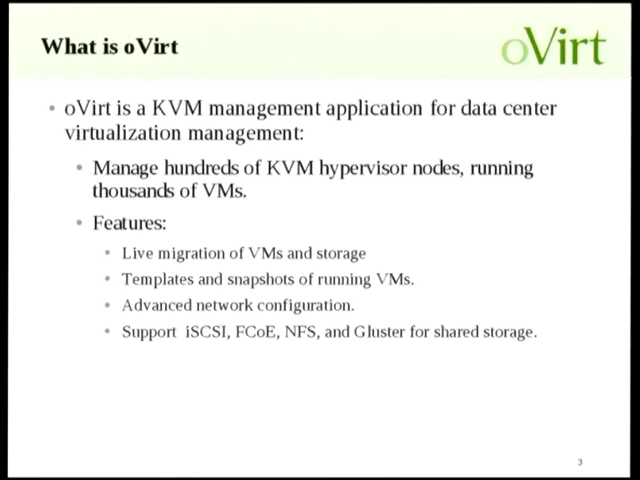 What is oVirt
oVirt
oVirt is a KVM management application for data center
virtualization management:
Manage hundreds of KVM hypervisor nodes, running
thousands of VMs.
Features:
Live migration of VMs and storage
Templates and snapshots of running VMs.
Advanced network configuration.
Support iSCSI, FCoE, NFS, and Gluster for shared storage.
3